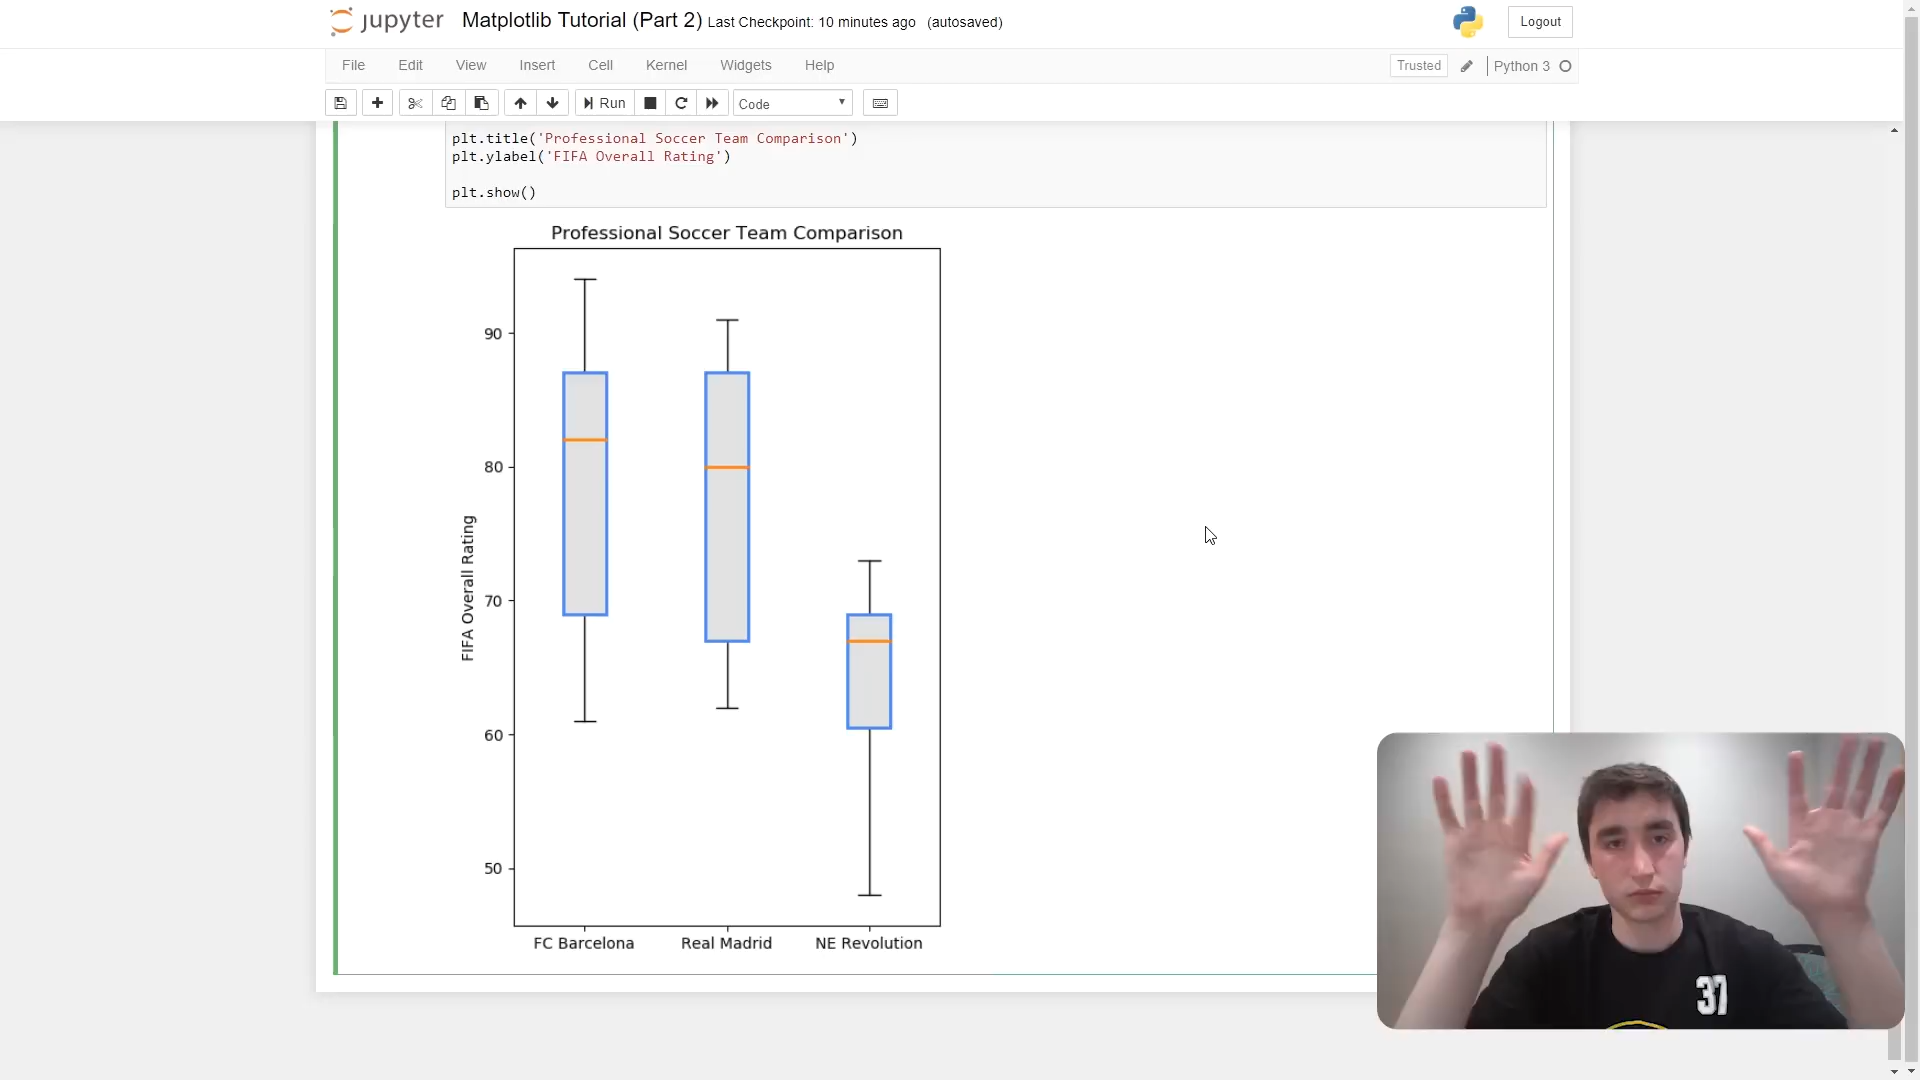 jupyter Matplotlib Tutorial (Part 2) Last Checkpoint: 10 minutes ago (autosaved)
Logout
File Edit View Insert Cell Kernel Widgets Help
Trusted Python 3
Run Code
plt.title('Professional Soccer Team Comparison')
plt.ylabel('FIFA Overall Rating')
plt.show()
Professional Soccer Team Comparison
90
80
70
60
50
FIFA Overall Rating
FC Barcelona Real Madrid NE Revolution
37